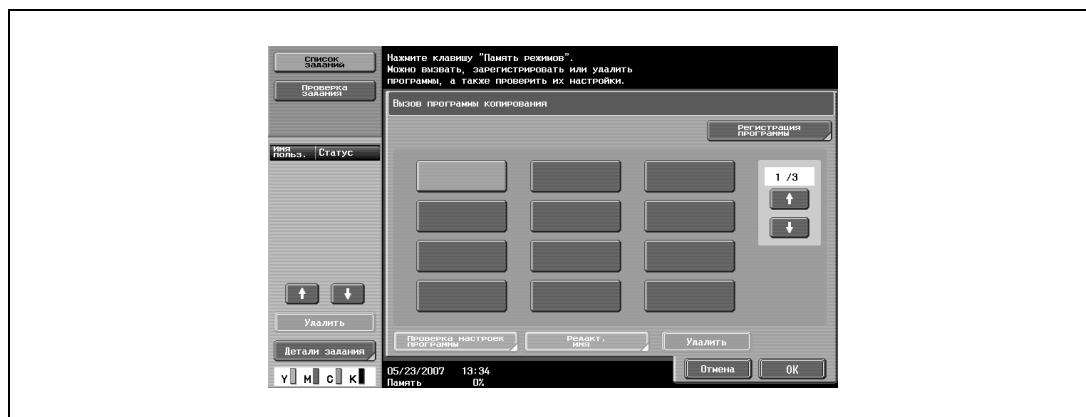 Список
задания
Проверка
задания
Имя
польз.
Статус
Удалить
Детали задания
Y M C K
Нажмите клавишу "Память режимов".
Можно вызвать, зарегистрировать или удалить
программы, а также проверить их настройки.
Вызов программы копирования
Регистрация
программы
1 /3
Проверка настроек
программы
Редакт.
имя
Удалить
05/23/2007 13:34
Память 0%
Отмена
OK